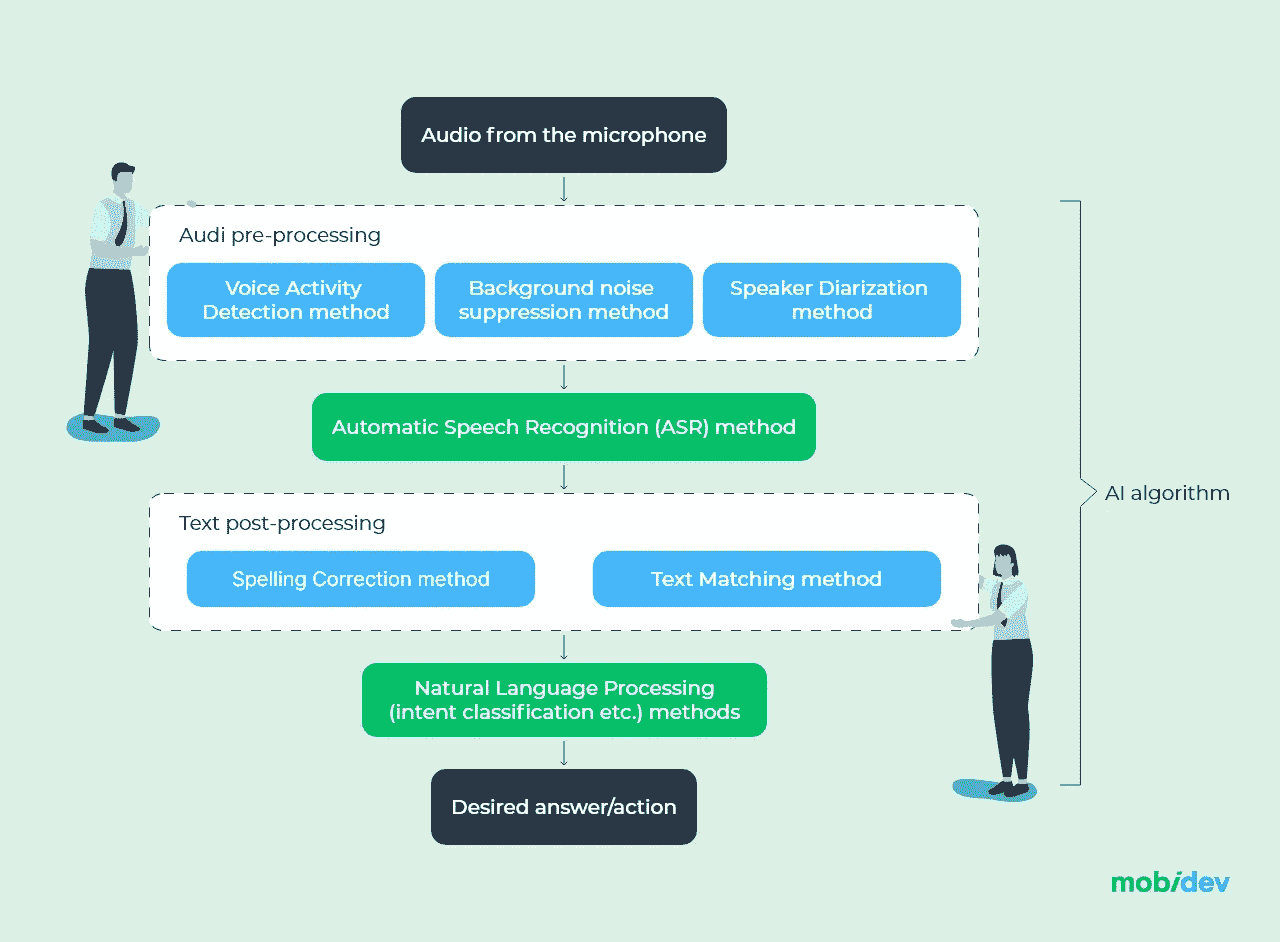 Audio from the microphone
Audi pre-processing
Voice Activity
Detection method
Background noise
suppression method
Speaker Diarization
method
Automatic Speech Recognition (ASR) method
Text post-processing
Spelling Correction method
Text Matching method
Natural Language Processing
(intent classification etc.) methods
Desired answer/action
AI algorithm
mobidev